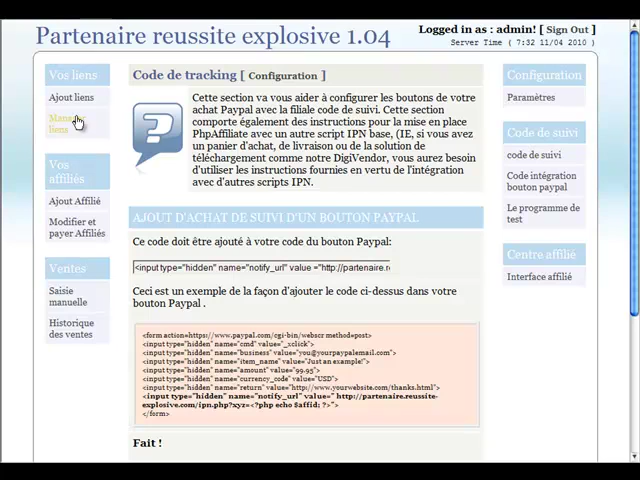 Partenaire reussite explosive 1.04
Logged in as : admin! [ Sign Out ]
Server Time ( 7:32 11/04 2010 )
Vos liens
Ajout liens
liens
Vos
affiliés
Ajout Affilié
Modifier et
payer Affiliés
Ventes
Saisie
manuelle
Historique
des ventes
Code de tracking [ Configuration ]
Cette section va vous aider à configurer les boutons de votre
achat Paypal avec la filiale code de suivi. Cette section
comporte également des instructions pour la mise en place
PhpAffiliate avec un autre script IPN base, (IE, si vous avez
un panier d'achat, de livraison ou de la solution de
téléchargement comme notre DigiVendor, vous aurez besoin
d'utiliser les instructions fournies en vertu de l'intégration
avec d'autres scripts IPN.
AJOUT D'ACHAT DE SUIVI D'UN BOUTON PAYPAL
Ce code doit être ajouté à votre code du bouton Paypal:
<input type="hidden" name="notify_url" value ="http://partenaire.r
Ceci est un exemple de la façon d'ajouter le code ci-dessus dans votre
bouton Paypal .
<form action=https://www.paypal.com/cgi-bin/webscr method=post>
<input type="hidden" name="cmd" value="_xclick">
<input type="hidden" name="business" value="you@yourpaypalemail.com">
<input type="hidden" name="item_name" value="Just an example!">
<input type="hidden" name="amount" value="99.95">
<input type="hidden" name="currency_code" value="USD">
<input type="hidden" name="return" value="http://www.yourwebsite.com/thanks.html">
<input type="hidden" name="notify_url" value=" http://partenaire.reussite-
explosive.com/ipn.php?xyz=<?php echo $affid; ?>">
</form>
Fait !
Configuration
Paramètres
Code de suivi
code de suivi
Code intégration
bouton paypal
Le programme de
test
Centre affilié
Interface affilié